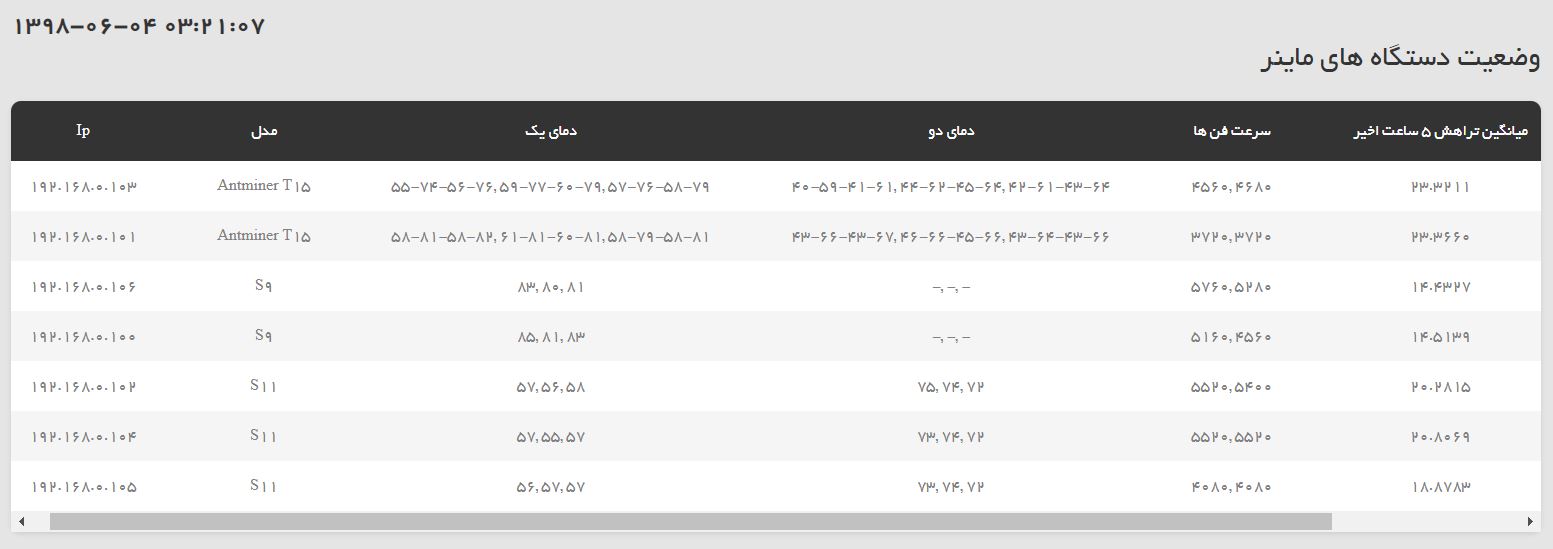 ۱۳۹۸-۰۶-۰۴ ۰۳:۲۱:۰۷
وضعیت دستگاه های ماینر
Ip مدل دمای یک دمای دو سرعت فن ها میانگین تراهش ۵ ساعت اخیر
۱۹۲.۱۶۸.۰.۱۰۳ Antminer T۱۵ ۵۵-۷۴-۵۶-۷۶,۵۹-۷۷-۶۰-۷۹,۵۷-۷۶-۵۸-۷۹ ۴۰-۵۹-۴۱-۶۱,۴۴-۶۲-۴۵-۶۴,۴۲-۶۱-۴۳-۶۴ ۴۵۶۰,۴۶۸۰ ۲۳.۳۲۱۱
۱۹۲.۱۶۸.۰.۱۰۱ Antminer T۱۵ ۵۸-۸۱-۵۸-۸۲,۶۱-۸۱-۶۰-۸۱,۵۸-۷۹-۵۸-۸۱ ۴۳-۶۶-۴۳-۶۷,۴۶-۶۶-۴۵-۶۶,۴۳-۶۴-۴۳-۶۶ ۳۷۲۰,۳۷۲۰ ۲۳.۳۶۶۰
۱۹۲.۱۶۸.۰.۱۰۶ S۹ ۸۳,۸۰,۸۱ -,-,- ۵۷۶۰,۵۲۸۰ ۱۴.۴۳۲۷
۱۹۲.۱۶۸.۰.۱۰۰ S۹ ۸۵,۸۱,۸۳ -,-,- ۵۱۶۰,۴۵۶۰ ۱۴.۵۱۳۹
۱۹۲.۱۶۸.۰.۱۰۲ S۱۱ ۵۷,۵۶,۵۸ ۷۵,۷۴,۷۲ ۵۵۲۰,۵۴۰۰ ۲۰.۲۸۱۵
۱۹۲.۱۶۸.۰.۱۰۴ S۱۱ ۵۷,۵۵,۵۷ ۷۳,۷۴,۷۲ ۵۵۲۰,۵۵۲۰ ۲۰.۸۰۶۹
۱۹۲.۱۶۸.۰.۱۰۵ S۱۱ ۵۶,۵۷,۵۷ ۷۳,۷۴,۷۲ ۴۰۸۰,۴۰۸۰ ۱۸.۸۷۸۳